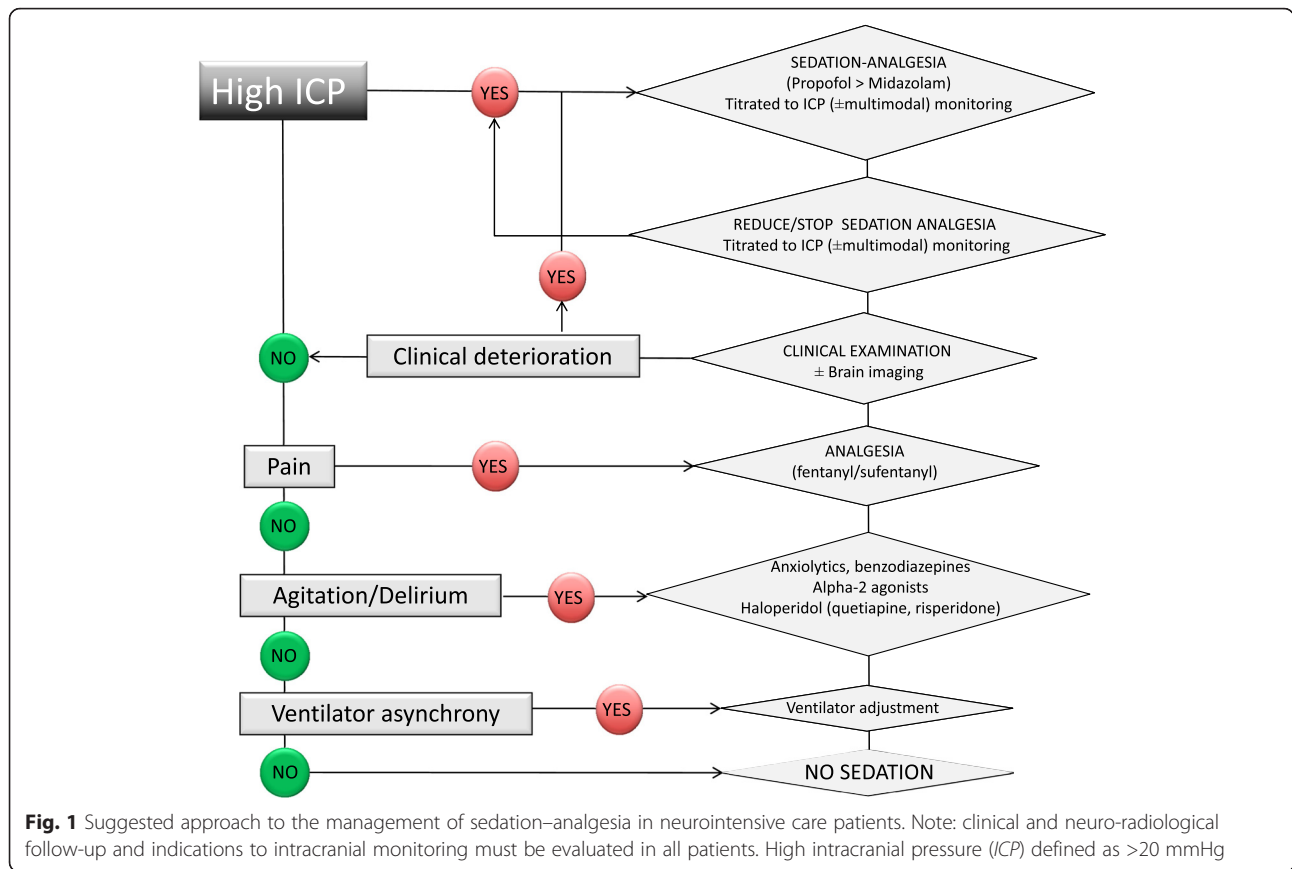 High ICP
YES
SEDATION-ANALGESIA
(Propofol > Midazolam)
Titrated to ICP (±multimodal) monitoring
REDUCE/STOP SEDATION ANALGESIA
Titrated to ICP (±multimodal) monitoring
YES
NO
Clinical deterioration
CLINICAL EXAMINATION
± Brain imaging
Pain
YES
ANALGESIA
(fentanyl/sufentanyl)
NO
Agitation/Delirium
YES
Anxiolytics, benzodiazepines
Alpha-2 agonists
Haloperidol (quetiapine, risperidone)
NO
Ventilator asynchrony
YES
Ventilator adjustment
NO
NO SEDATION
Fig. 1 Suggested approach to the management of sedation–analgesia in neurointensive care patients. Note: clinical and neuro-radiological
follow-up and indications to intracranial monitoring must be evaluated in all patients. High intracranial pressure (ICP) defined as >20 mmHg